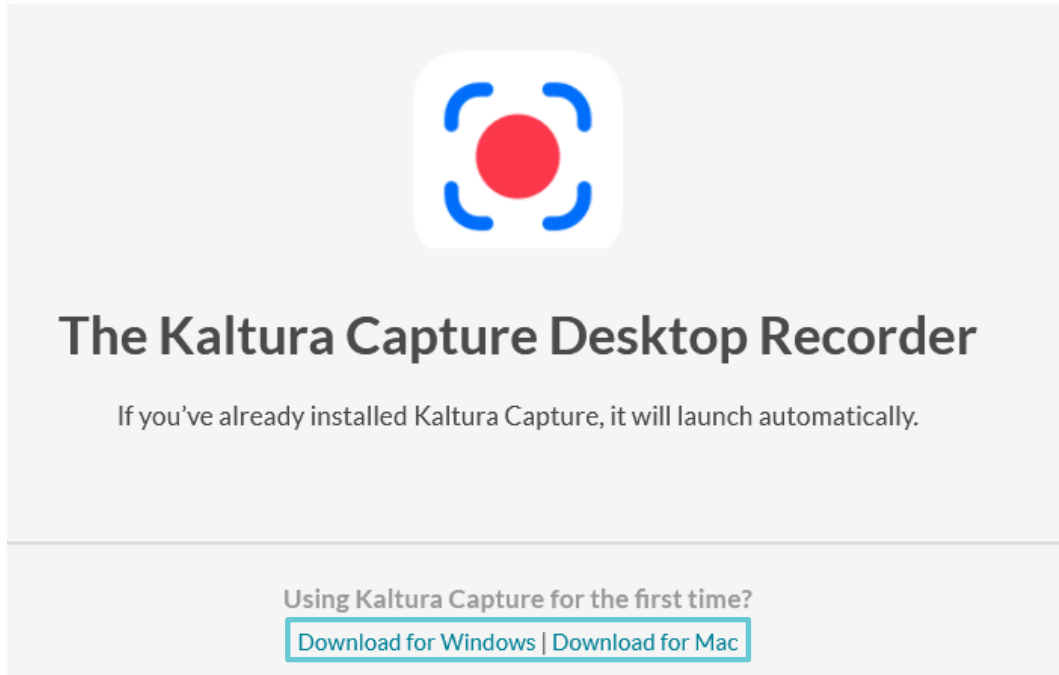 The Kaltura Capture Desktop Recorder
If you’ve already installed Kaltura Capture, it will launch automatically.
Using Kaltura Capture for the first time?
Download for Windows | Download for Mac